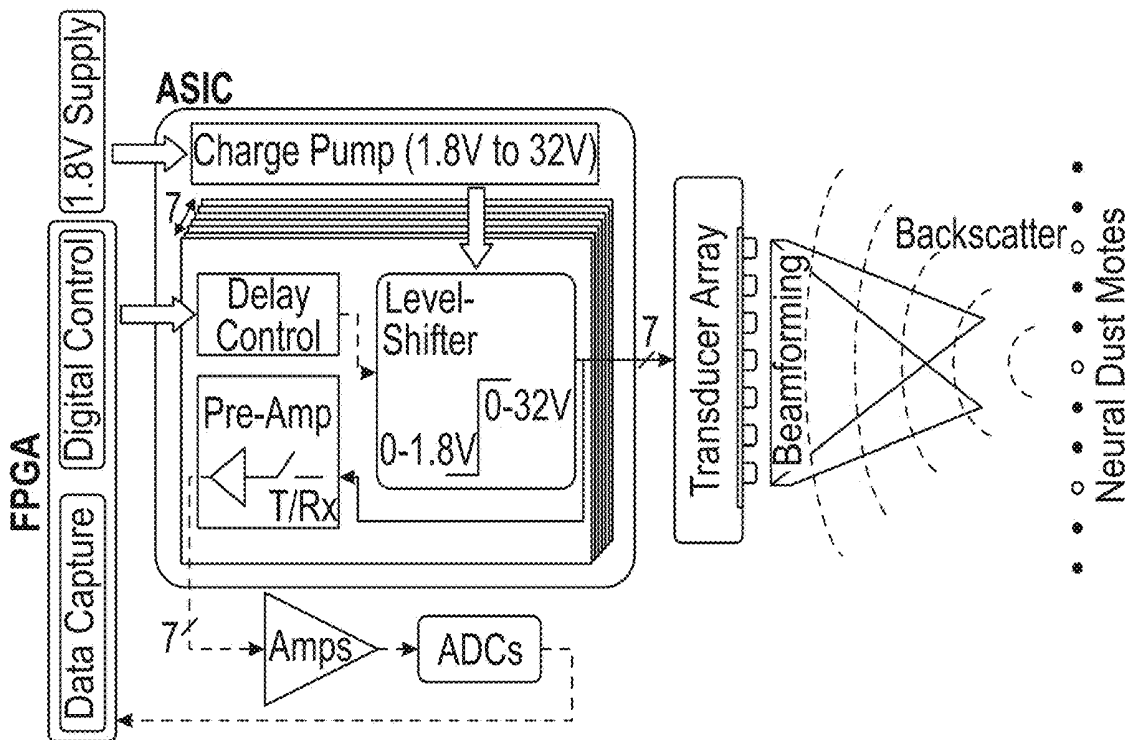 1.8V Supply
ASIC
Charge Pump (1.8V to 32V)
7
FPGA
Digital Control
Data Capture
Delay
Control
Level-
Shifter
0-32V
0-1.8V
Pre-Amp
T/Rx
7
Transducer Array
Beamforming
Backscatter
Neural Dust Motes
7
Amps
ADCs